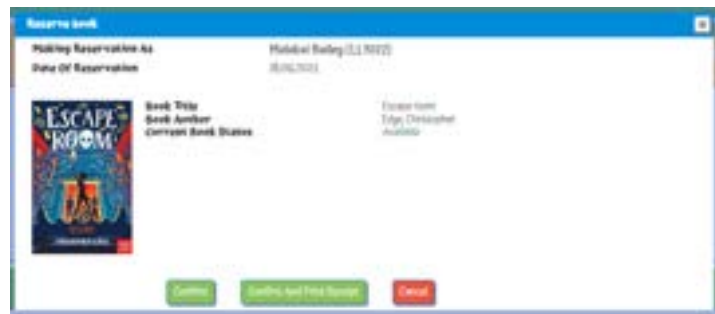 Reserve book
Making Reservation As
Date Of Reservation
ESCAPE
ROOM
Book Title Escape room
Book Author Edge, Christopher
Current Book Status Available
Confirm Confirm And Print Receipt Cancel